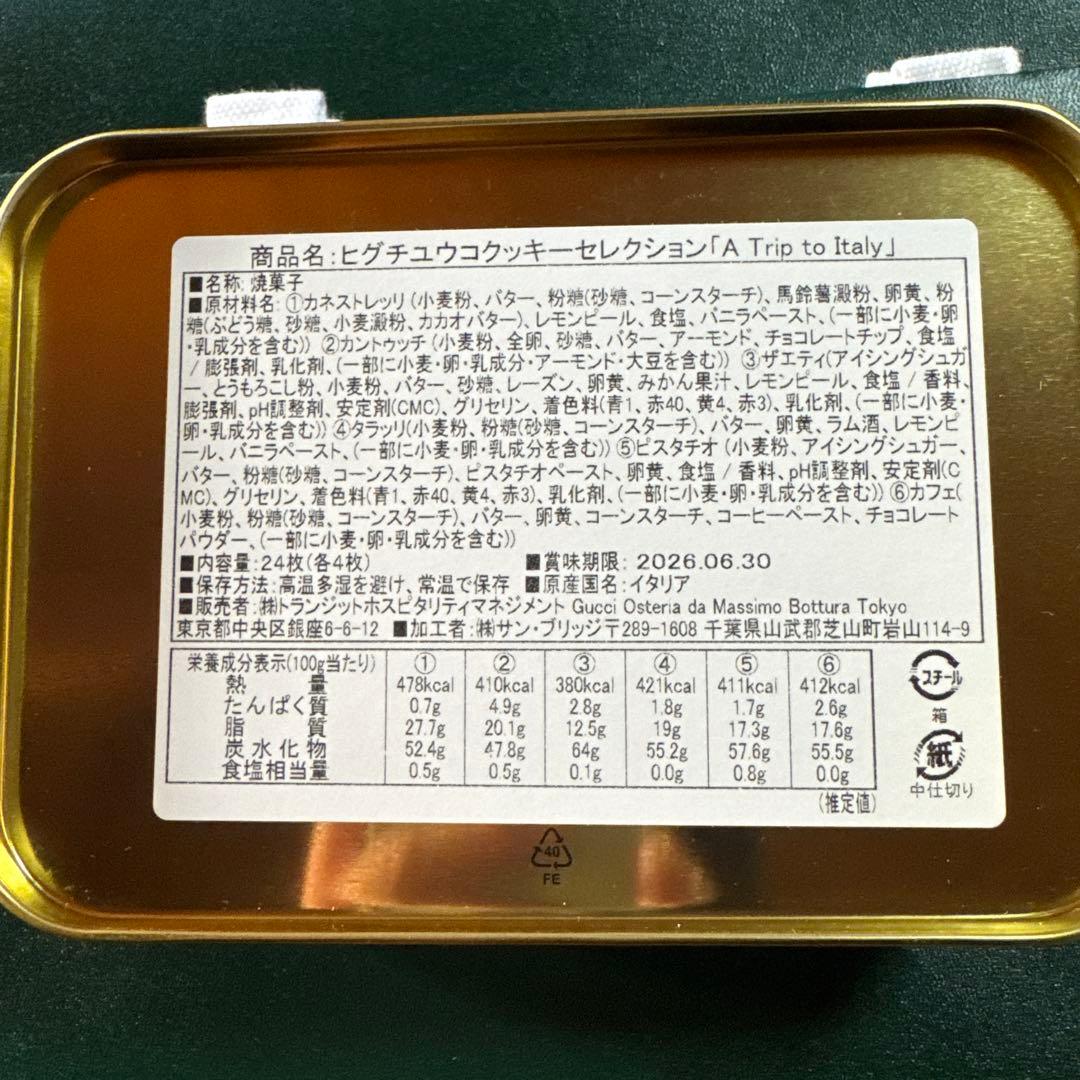 商品名:ヒグチユウコクッキーセレクション「A Trip to Italy」
■名称: 焼菓子
■原材料名: ①カネストレッリ (小麦粉、バター、粉糖(砂糖、コーンスターチ)、馬鈴薯澱粉、卵黄、粉
糖(ぶどう糖、砂糖、小麦澱粉、カカオバター)、レモンピール、食塩、バニラペースト、(一部に小麦・卵
・乳成分を含む)) ②カントゥッチ (小麦粉、全卵、砂糖、バター、アーモンド、チョコレートチップ、食塩
/ 膨張剤、乳化剤、(一部に小麦・卵・乳成分・アーモンド・大豆を含む)) ③ザエティ(アイシングシュガ
ー、とうもろこし粉、小麦粉、バター、砂糖、レーズン、卵黄、みかん果汁、レモンピール、食塩 / 香料、
膨張剤、pH調整剤、安定剤(CMC)、グリセリン、着色料(青1、赤40、黄4、赤3)、乳化剤、(一部に小麦・
卵・乳成分を含む)) ④タラッリ(小麦粉、粉糖(砂糖、コーンスターチ)、バター、卵黄、ラム酒、レモンピ
ール、バニラペースト、(一部に小麦・卵・乳成分を含む)) ⑤ピスタチオ (小麦粉、アイシングシュガー、
バター、粉糖(砂糖、コーンスターチ)、ピスタチオペースト、卵黄、食塩 / 香料、pH調整剤、安定剤(C
MC)、グリセリン、着色料(青1、赤40、黄4、赤3)、乳化剤、(一部に小麦・卵・乳成分を含む)) ⑥カフェ(
小麦粉、粉糖(砂糖、コーンスターチ)、バター、卵黄、コーンスターチ、コーヒーペースト、チョコレート
パウダー、(一部に小麦・卵・乳成分を含む))
■内容量:24枚(各4枚) ■賞味期限: 2026.06.30
■保存方法:高温多湿を避け、常温で保存 ■原産国名:イタリア
■販売者:㈱トランジットホスピタリティマネジメント Gucci Osteria da Massimo Bottura Tokyo
東京都中央区銀座6-6-12 ■加工者:㈱サン・ブリッジ〒289-1608 千葉県山武郡芝山町岩山114-9
栄養成分表示(100g当たり) ① ② ③ ④ ⑤ ⑥
熱量 478kcal 410kcal 380kcal 421kcal 411kcal 412kcal
たんぱく質 0.7g 4.9g 2.8g 1.8g 1.7g 2.6g
脂質 27.7g 20.1g 12.5g 19g 17.3g 17.6g
炭水化物 52.4g 47.8g 64g 55.2g 57.6g 55.5g
食塩相当量 0.5g 0.5g 0.1g 0.0g 0.8g 0.0g
(推定値)
スチール
箱
紙
中仕切り
40
FE